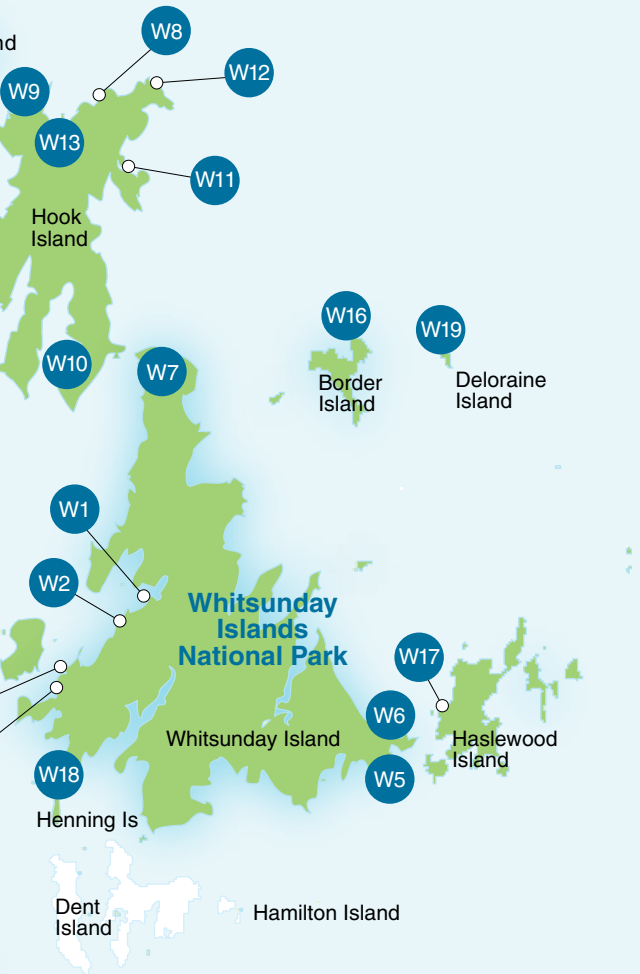 nd
W8
W12
W9
W13
W11
Hook
Island
W16
W19
W10
W7
Border
Island
Deloraine
Island
W1
W2
Whitsunday
Islands
National Park
W17
W6
Whitsunday Island
Haslewood
Island
W18
W5
Henning Is
Dent
Island
Hamilton Island